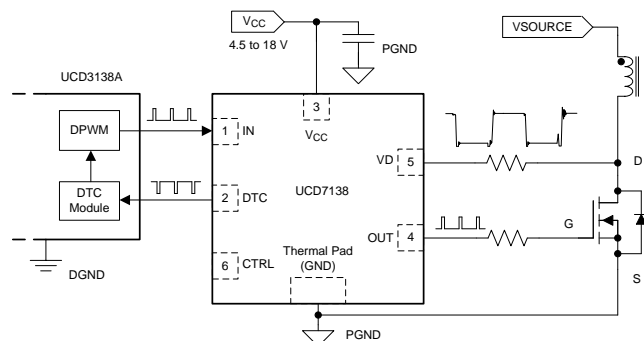 VCC
4.5 to 18 V
PGND
VSOURCE
UCD3138A
3
VCC
DPWM
1 IN
VD 5
D
UCD7138
DTC
Module
2 DTC
G
OUT 4
Thermal Pad
(GND)
6 CTRL
DGND
S
PGND